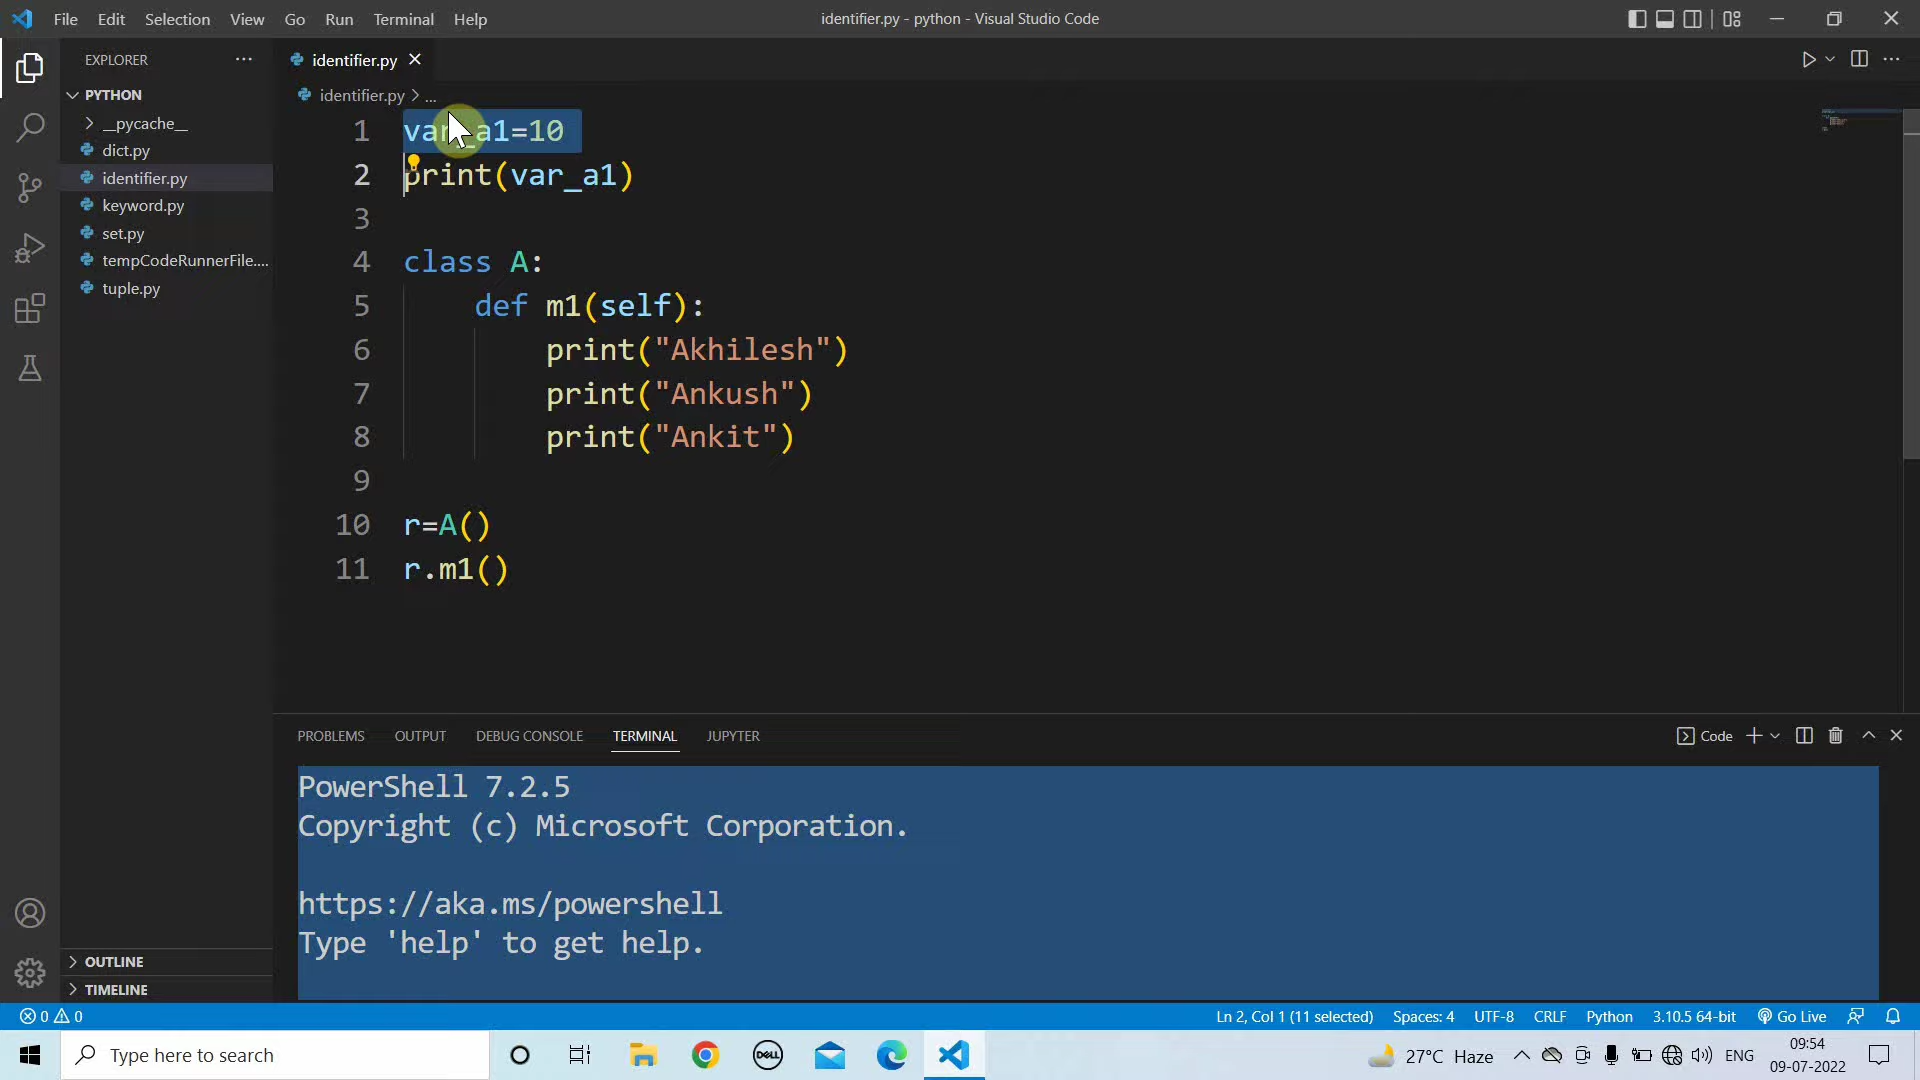 File Edit Selection View Go Run Terminal Help
identifier.py - python - Visual Studio Code
EXPLORER
PYTHON
__pycache__
dict.py
identifier.py
keyword.py
set.py
tempCodeRunnerFile....
tuple.py
OUTLINE
TIMELINE
identifier.py
identifier.py > ...
1 var_a1=10
2 print(var_a1)
3
4 class A:
5 def m1(self):
6 print("Akhilesh")
7 print("Ankush")
8 print("Ankit")
9
10 r=A()
11 r.m1()
PROBLEMS OUTPUT DEBUG CONSOLE TERMINAL JUPYTER
Code
PowerShell 7.2.5
Copyright (c) Microsoft Corporation.
https://aka.ms/powershell
Type 'help' to get help.
0 0
Ln 2, Col 1 (11 selected) Spaces: 4 UTF-8 CRLF Python 3.10.5 64-bit Go Live
Type here to search
DELL
27°C Haze
ENG
09:54
09-07-2022